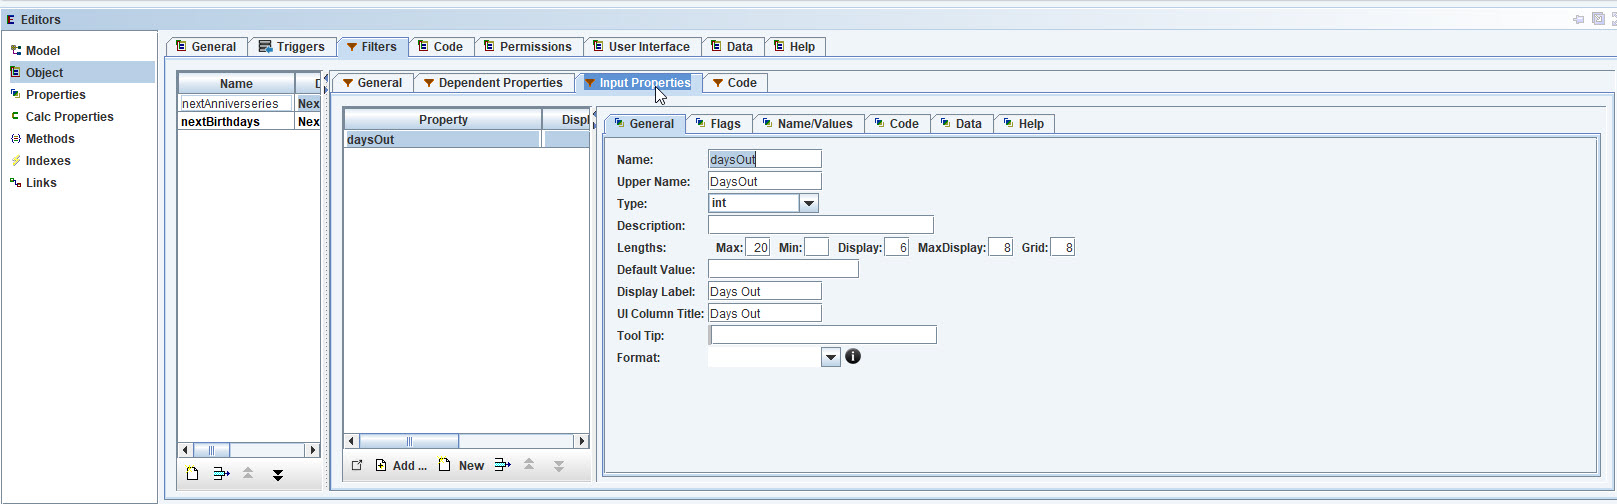 Editors
Model
Object
Properties
Calc Properties
Methods
Indexes
Links
General Triggers Filters Code Permissions User Interface Data Help
Name D
nextAnniverseries Nex
nextBirthdays Nex
General Dependent Properties Input Properties Code
Property Displ
daysOut
Add ... New
General Flags Name/Values Code Data Help
Name: daysOut
Upper Name: DaysOut
Type: int
Description:
Lengths: Max: 20 Min: Display: 6 MaxDisplay: 8 Grid: 8
Default Value:
Display Label: Days Out
UI Column Title: Days Out
Tool Tip:
Format: